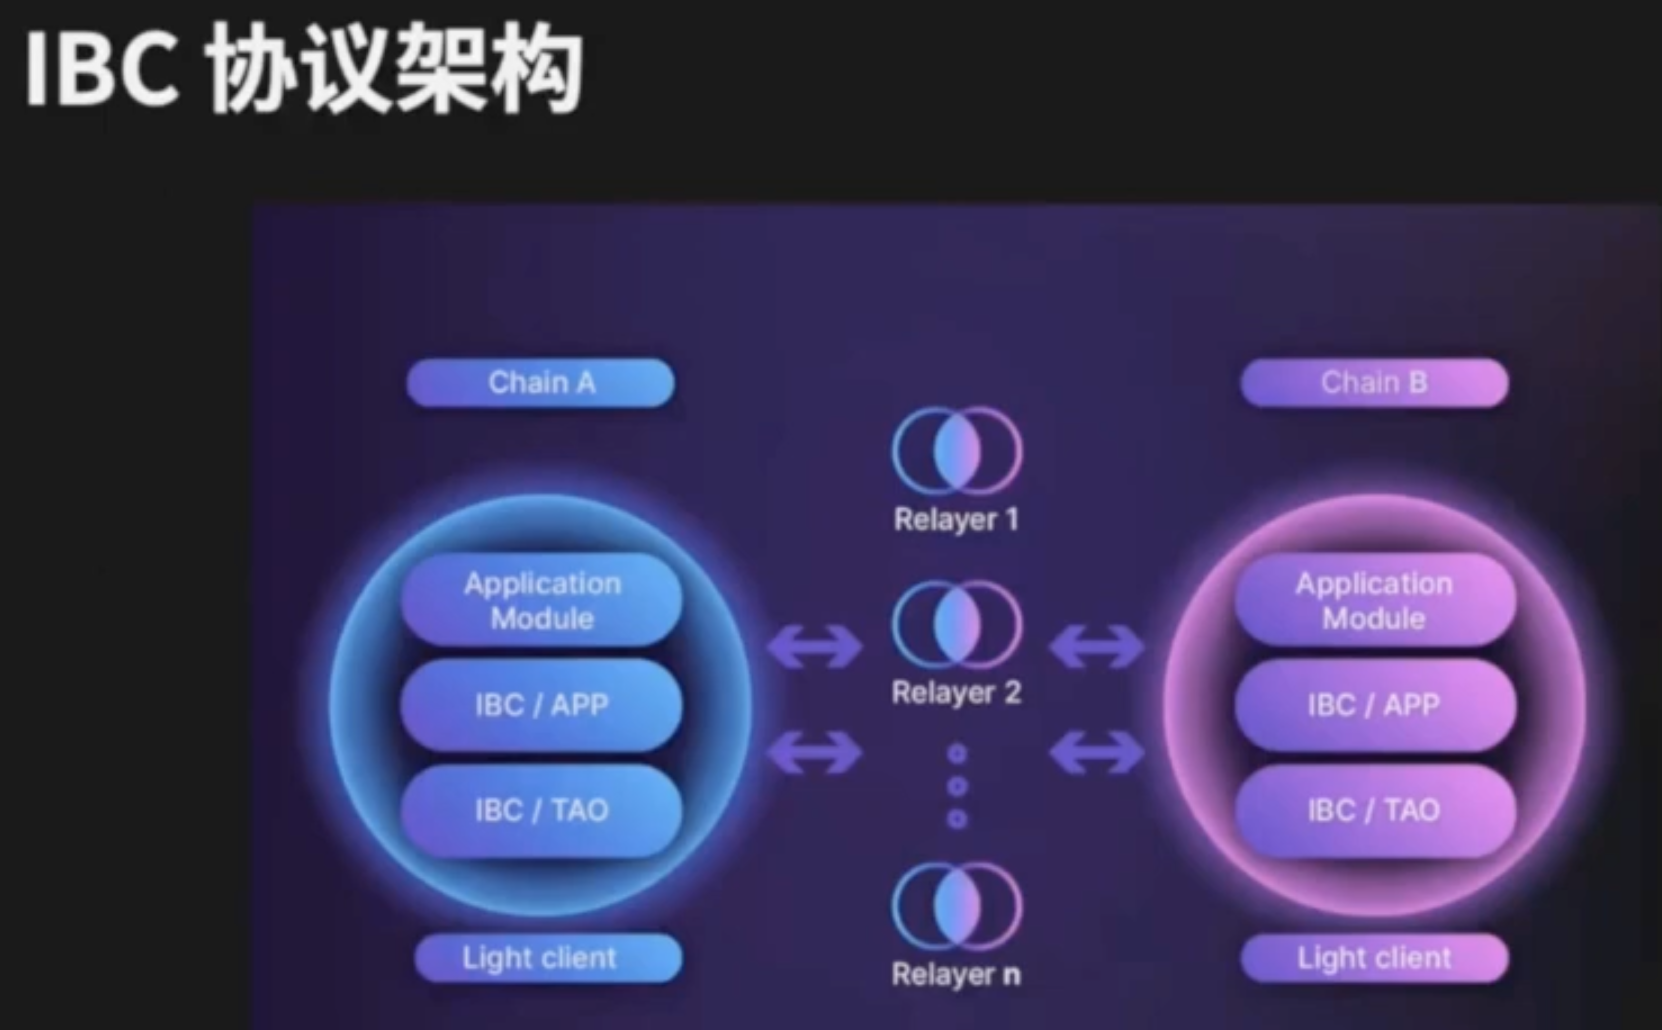 IBC 协议架构
Chain A
Application
Module
IBC / APP
IBC / TAO
Light client
Relayer 1
Relayer 2
Relayer n
Chain B
Application
Module
IBC / APP
IBC / TAO
Light client